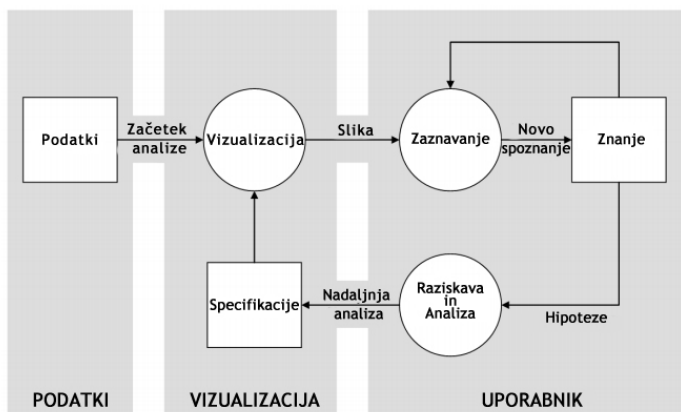 Podatki
Začetek
analize
Vizualizacija
Slika
Zaznavanje
Novo
spoznanje
Znanje
Specifikacije
Nadaljnja
analiza
Raziskava
in
Analiza
Hipoteze
PODATKI
VIZUALIZACIJA
UPORABNIK